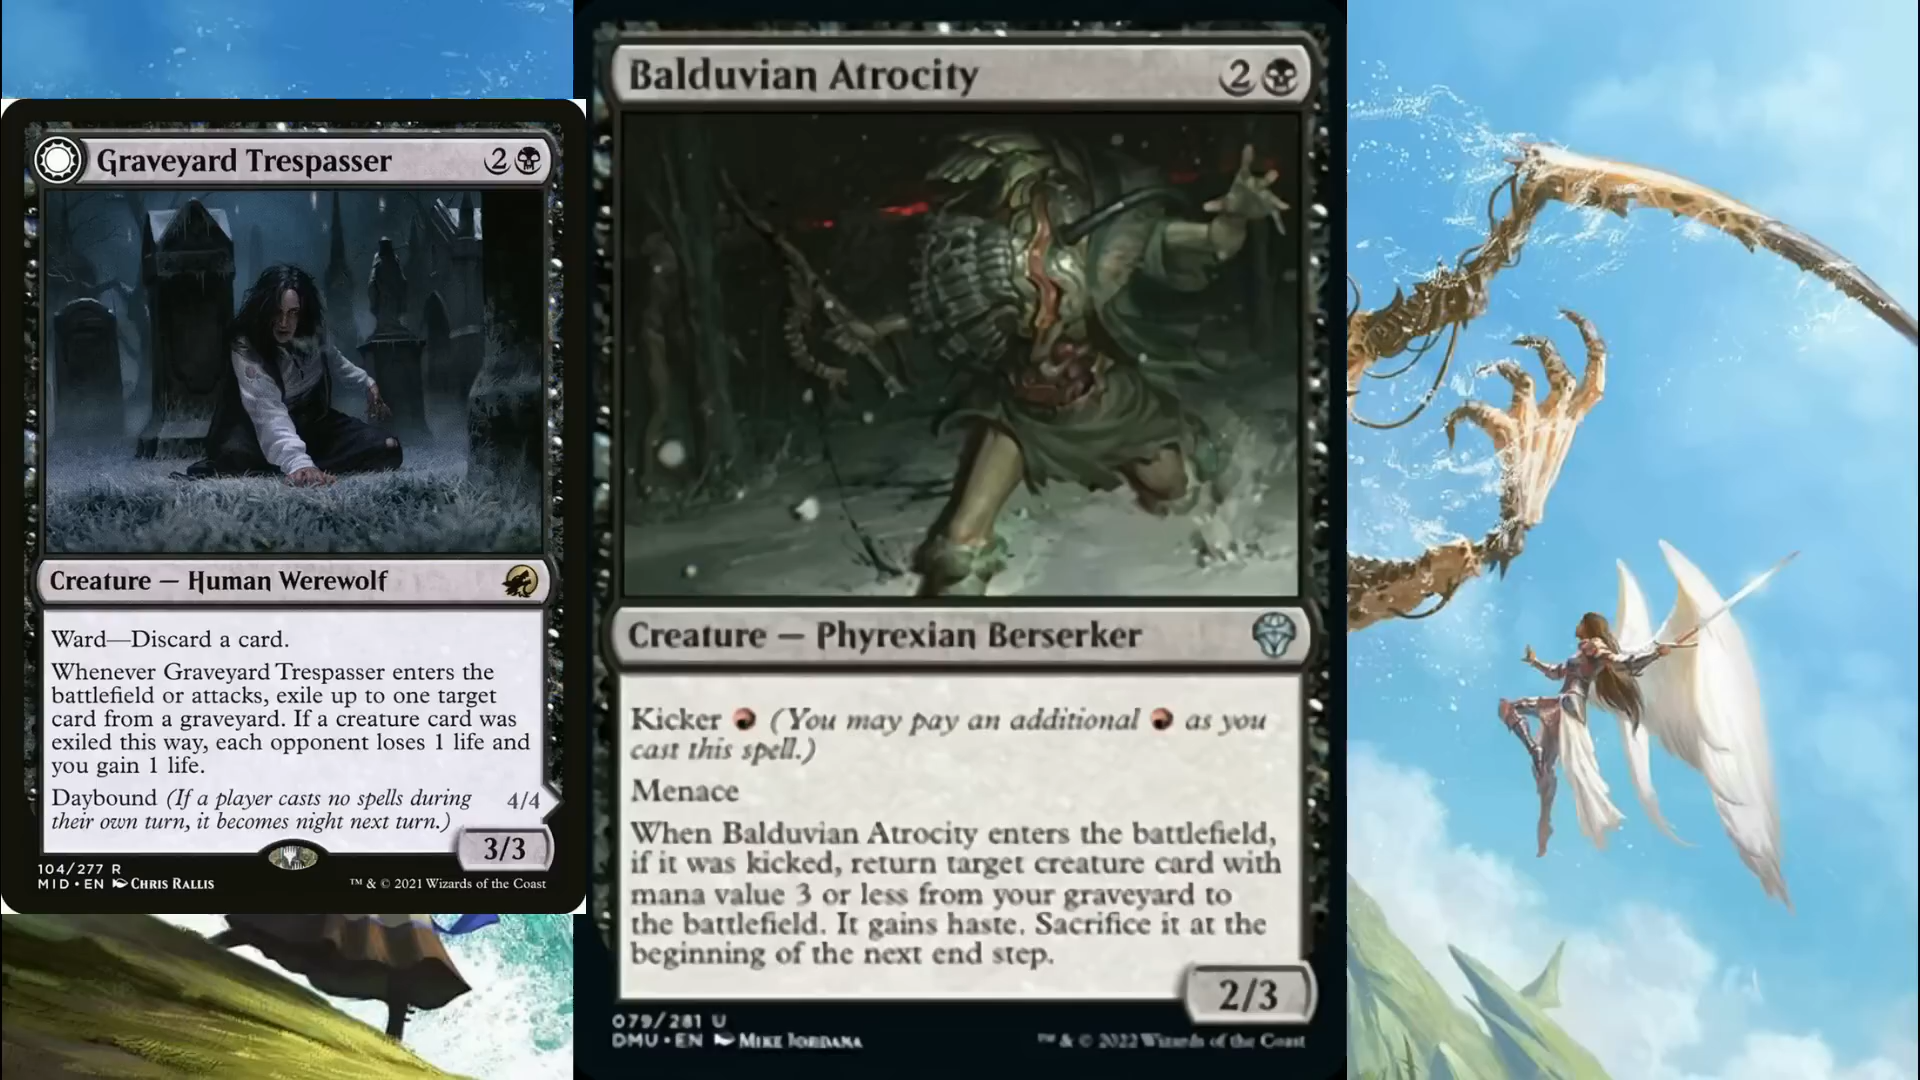 Graveyard Trespasser 2
Creature — Human Werewolf
Ward—Discard a card.
Whenever Graveyard Trespasser enters the
battlefield or attacks, exile up to one target
card from a graveyard. If a creature card was
exiled this way, each opponent loses 1 life and
you gain 1 life.
Daybound (If a player casts no spells during
their own turn, it becomes night next turn.)
4/4
3/3
104/277 R
MID • EN CHRIS RALLIS
™ & © 2021 Wizards of the Coast
Balduvian Atrocity 2
Creature — Phyrexian Berserker
Kicker (You may pay an additional as you
cast this spell.)
Menace
When Balduvian Atrocity enters the battlefield,
if it was kicked, return target creature card with
mana value 3 or less from your graveyard to
the battlefield. It gains haste. Sacrifice it at the
beginning of the next end step.
2/3
079/281 U
DMU • EN MIKE JORDANA
™ & © 2022 Wizards of the Coast